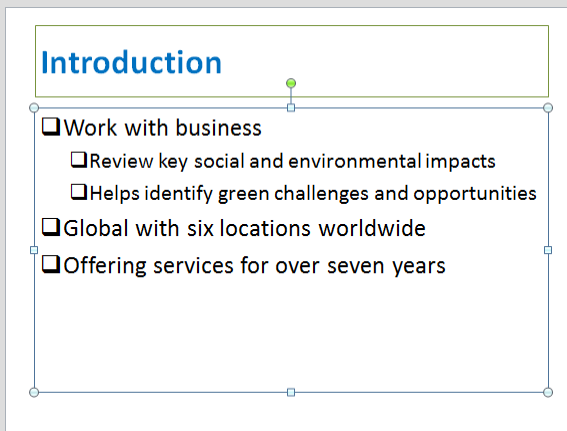 Introduction
❑Work with business
❑Review key social and environmental impacts
❑Helps identify green challenges and opportunities
❑Global with six locations worldwide
❑Offering services for over seven years